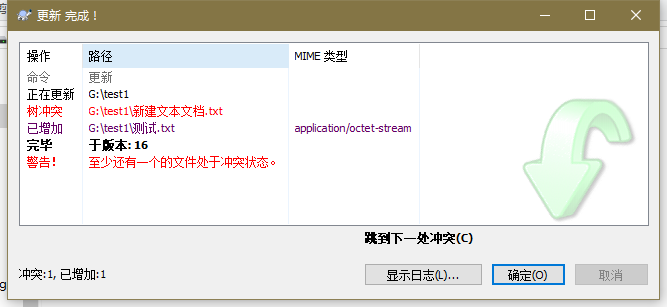 更新 完成！
操作 路径 MIME 类型
命令 更新
正在更新 G:\test1
树冲突 G:\test1\新建文本文档.txt
已增加 G:\test1\测试.txt application/octet-stream
完毕 于版本: 16
警告! 至少还有一个的文件处于冲突状态。
跳到下一处冲突(C)
冲突:1, 已增加:1
显示日志(L)... 确定(O) 取消